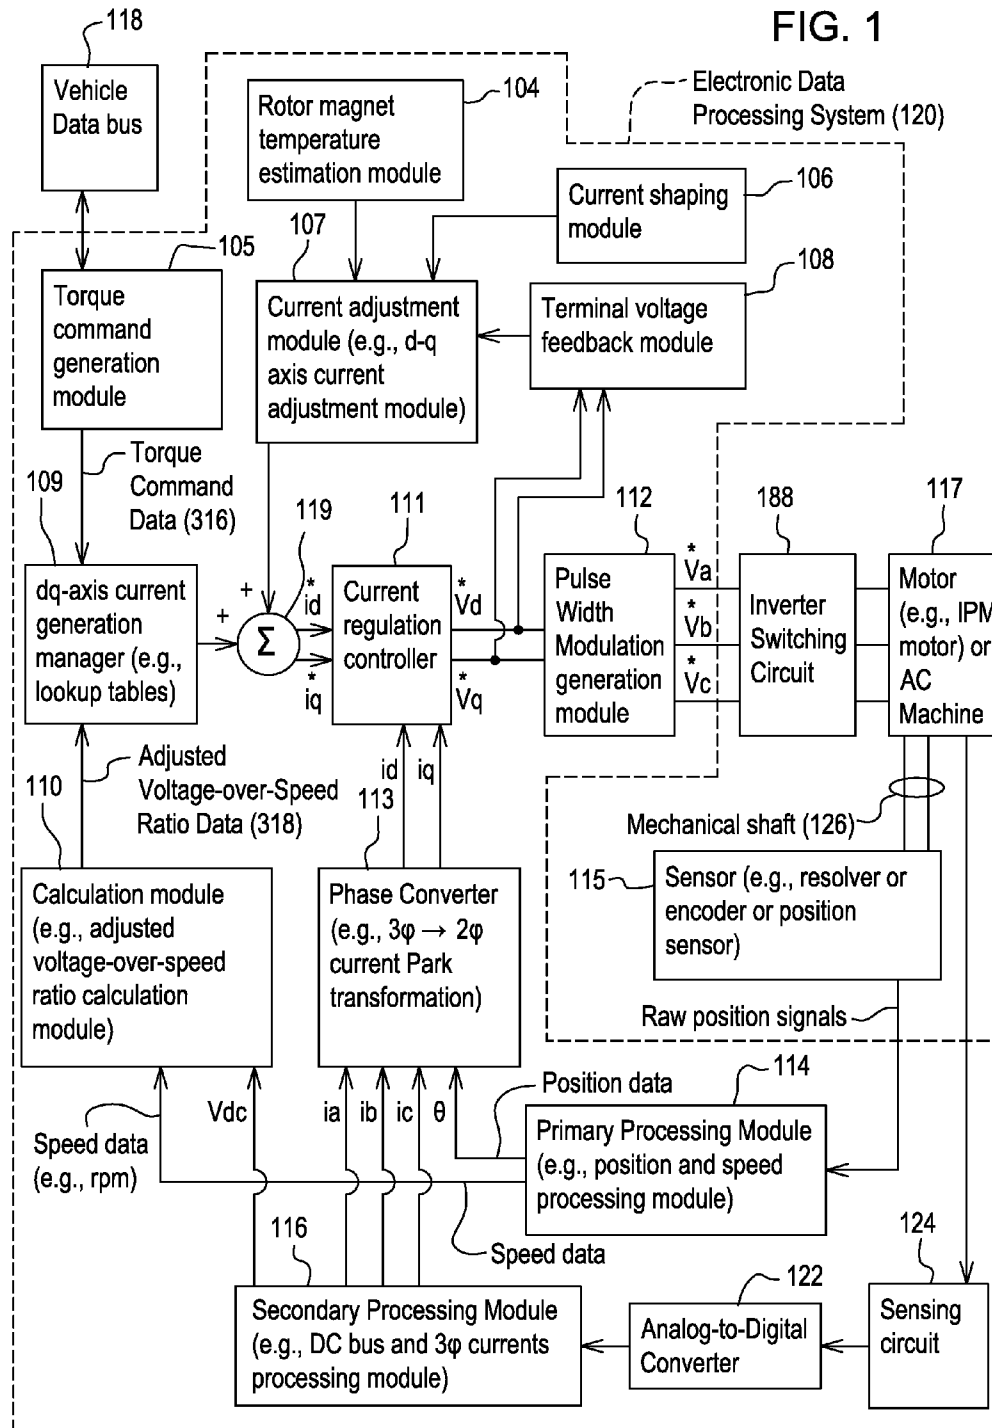 FIG. 1
118
Vehicle
Data bus
104
Rotor magnet
temperature
estimation module
Electronic Data
Processing System (120)
106
Current shaping
module
105
Torque
command
generation
module
107
Current adjustment
module (e.g., d-q
axis current
adjustment module)
108
Terminal voltage
feedback module
Torque
Command
Data (316)
109
dq-axis current
generation
manager (e.g.,
lookup tables)
+
+
119
Σ
*
id
*
iq
111
Current
regulation
controller
*
Vd
*
Vq
112
Pulse
Width
Modulation
generation
module
*
Va
*
Vb
*
Vc
188
Inverter
Switching
Circuit
117
Motor
(e.g., IPM
motor) or
AC
Machine
Adjusted
Voltage-over-Speed
Ratio Data (318)
110
Calculation module
(e.g., adjusted
voltage-over-speed
ratio calculation
module)
id
iq
113
Phase Converter
(e.g., 3φ → 2φ
current Park
transformation)
Mechanical shaft (126)
115
Sensor (e.g., resolver or
encoder or position
sensor)
Raw position signals
114
Position data
Primary Processing Module
(e.g., position and speed
processing module)
Speed data
(e.g., rpm)
Vdc
ia
ib
ic
θ
Speed data
116
Secondary Processing Module
(e.g., DC bus and 3φ currents
processing module)
122
Analog-to-Digital
Converter
124
Sensing
circuit